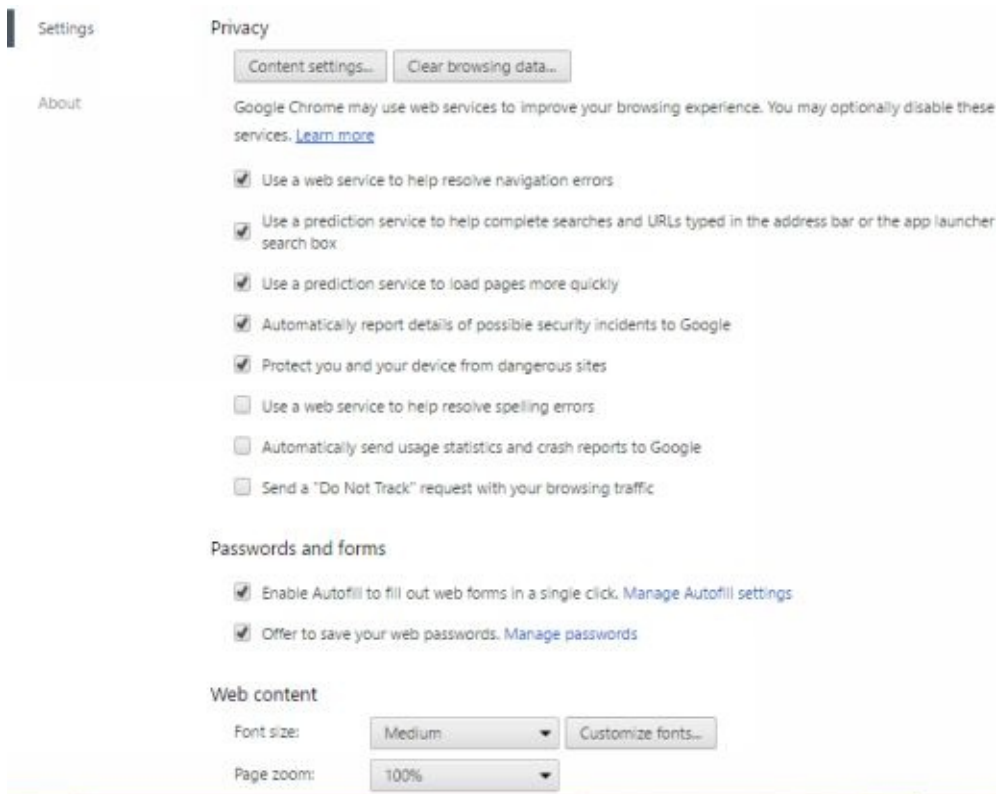 Settings
About
Privacy
Content settings...
Clear browsing data...
Google Chrome may use web services to improve your browsing experience. You may optionally disable these
services. Learn more
Use a web service to help resolve navigation errors
Use a prediction service to help complete searches and URLs typed in the address bar or the app launcher
search box
Use a prediction service to load pages more quickly
Automatically report details of possible security incidents to Google
Protect you and your device from dangerous sites
Use a web service to help resolve spelling errors
Automatically send usage statistics and crash reports to Google
Send a "Do Not Track" request with your browsing traffic
Passwords and forms
Enable Autofill to fill out web forms in a single click. Manage Autofill settings
Offer to save your web passwords. Manage passwords
Web content
Font size: Medium Customize fonts...
Page zoom: 100%